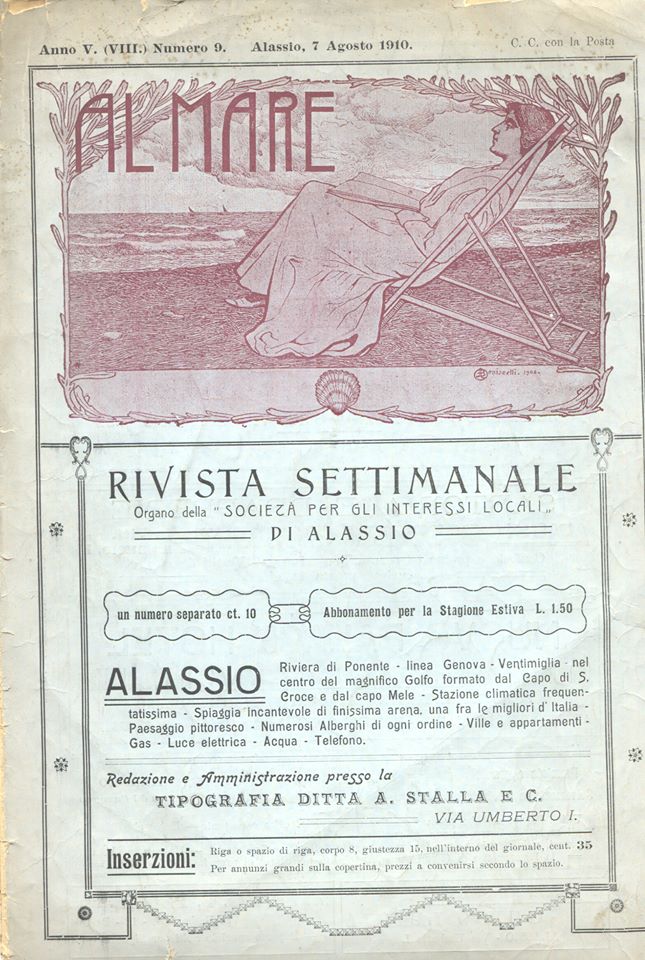 Anno V. (VIII.) Numero 9. Alassio, 7 Agosto 1910. C. C. con la Posta
AL MARE
1908.
RIVISTA SETTIMANALE
Organo della "SOCIETÀ PER GLI INTERESSI LOCALI„
DI ALASSIO
un numero separato ct. 10
Abbonamento per la Stagione Estiva L. 1.50
ALASSIO Riviera di Ponente - linea Genova - Ventimiglia - nel
centro del magnifico Golfo formato dal Capo di S.
Croce e dal capo Mele - Stazione climatica frequen-
tatissima - Spiaggia incantevole di finissima arena, una fra le migliori d'Italia -
Paesaggio pittoresco - Numerosi Alberghi di ogni ordine - Ville e appartamenti -
Gas - Luce elettrica - Acqua - Telefono.
Redazione e Amministrazione presso la
TIPOGRAFIA DITTA A. STALLA E C.
VIA UMBERTO I.
Inserzioni: Riga o spazio di riga, corpo 8, giustezza 15, nell'interno del giornale, cent. 35
Per annunzi grandi sulla copertina, prezzi a convenirsi secondo lo spazio.